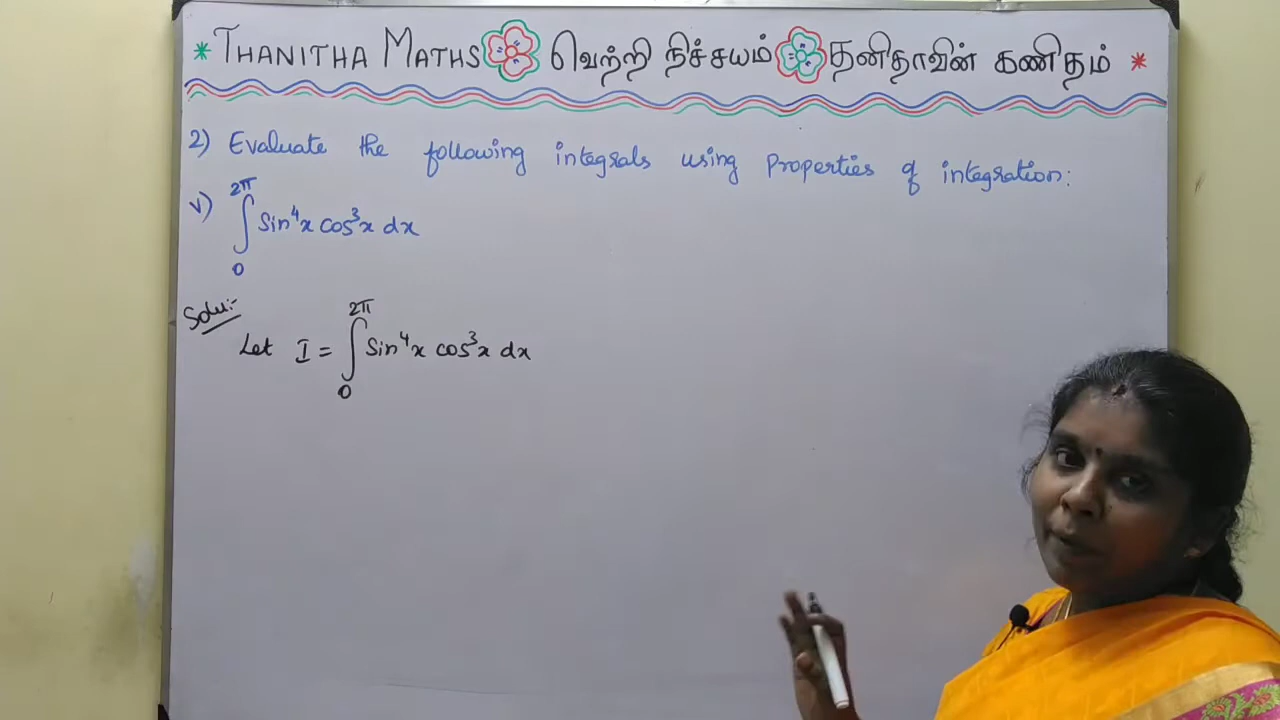 * THANITHA MATHS வெற்றி நிச்சயம் தனிதாவின் கணிதம் *
2) Evaluate the following integrals using Properties of integration:
v) ∫₀^2π Sin⁴x cos³x dx
Solu:-
Let I = ∫₀^2π Sin⁴x cos³x dx